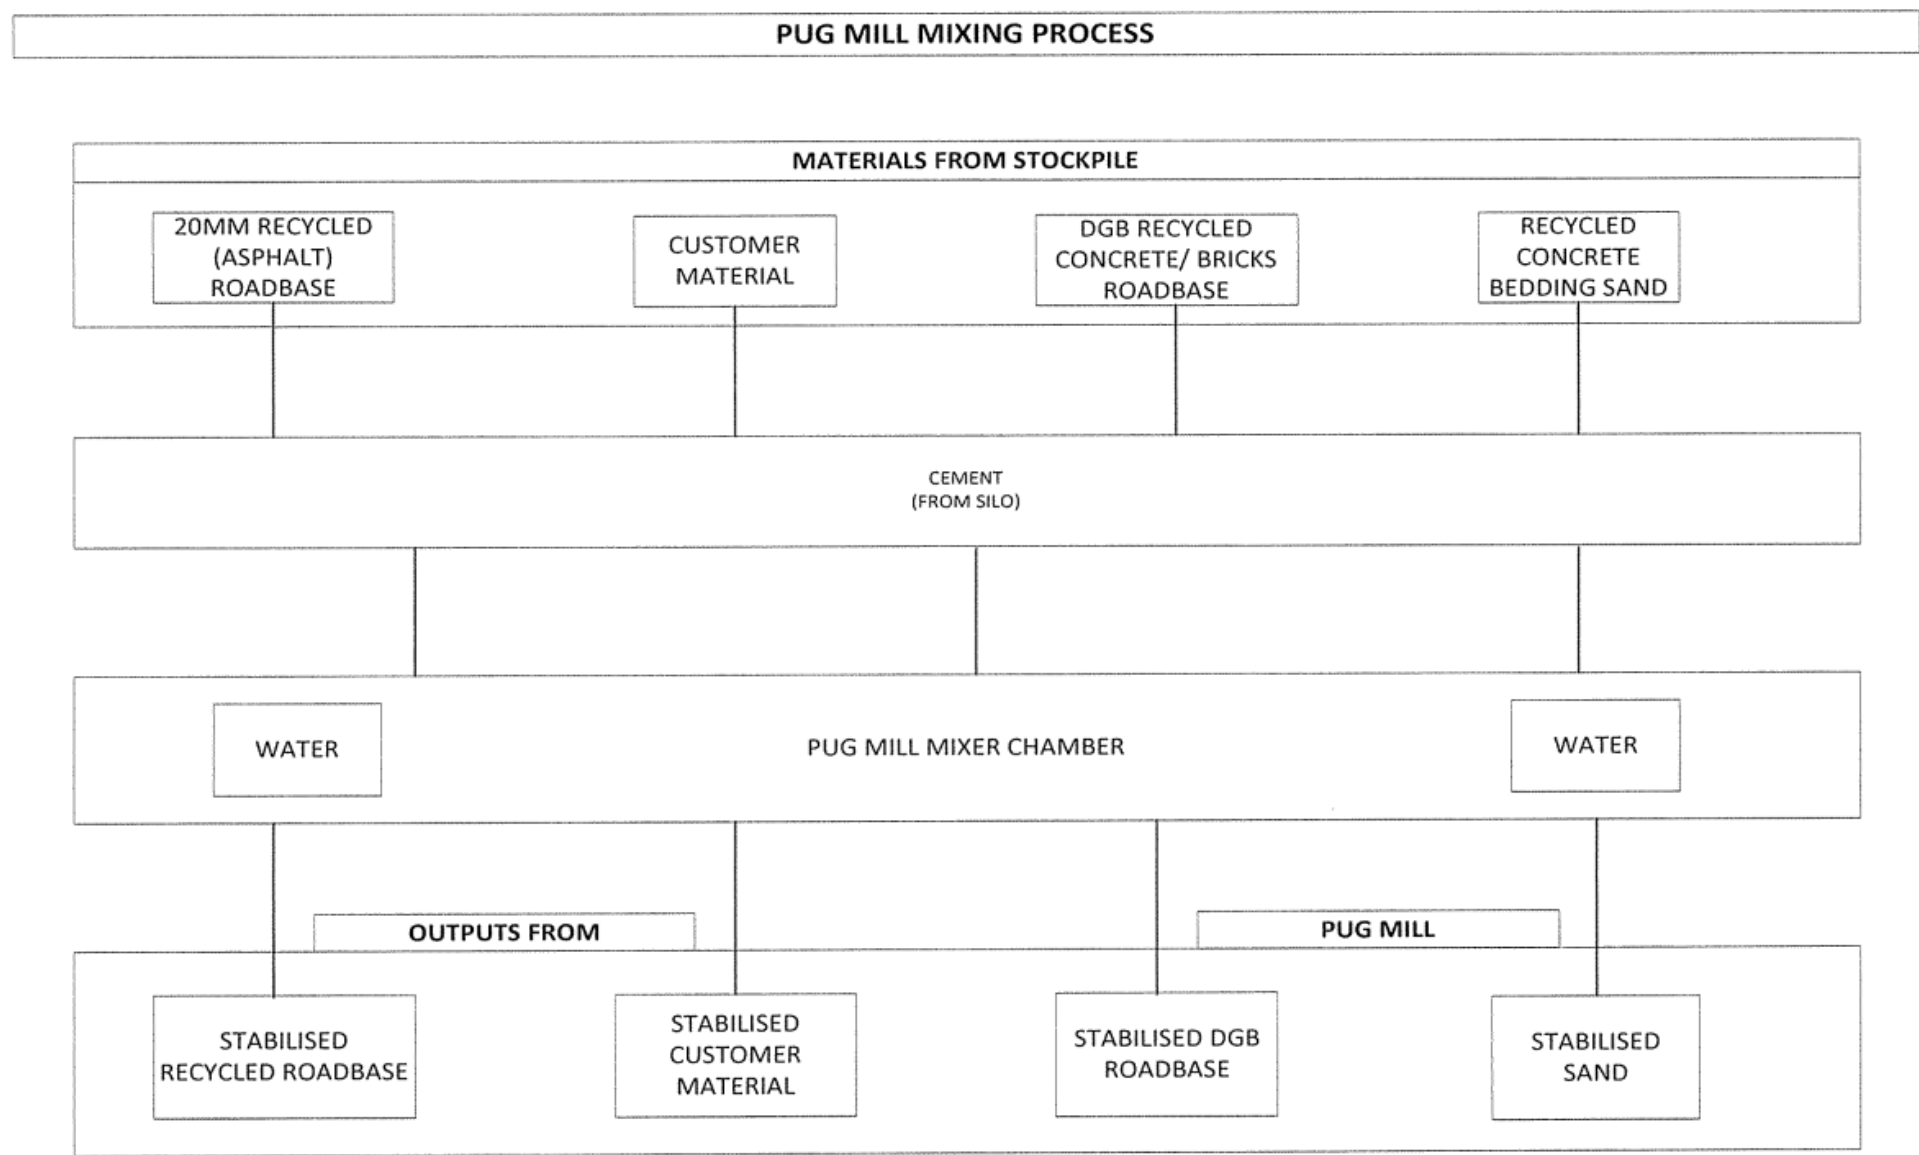 PUG MILL MIXING PROCESS
MATERIALS FROM STOCKPILE
20MM RECYCLED
(ASPHALT)
ROADBASE
CUSTOMER
MATERIAL
DGB RECYCLED
CONCRETE/ BRICKS
ROADBASE
RECYCLED
CONCRETE
BEDDING SAND
CEMENT
(FROM SILO)
WATER
PUG MILL MIXER CHAMBER
WATER
OUTPUTS FROM
PUG MILL
STABILISED
RECYCLED ROADBASE
STABILISED
CUSTOMER
MATERIAL
STABILISED DGB
ROADBASE
STABILISED
SAND